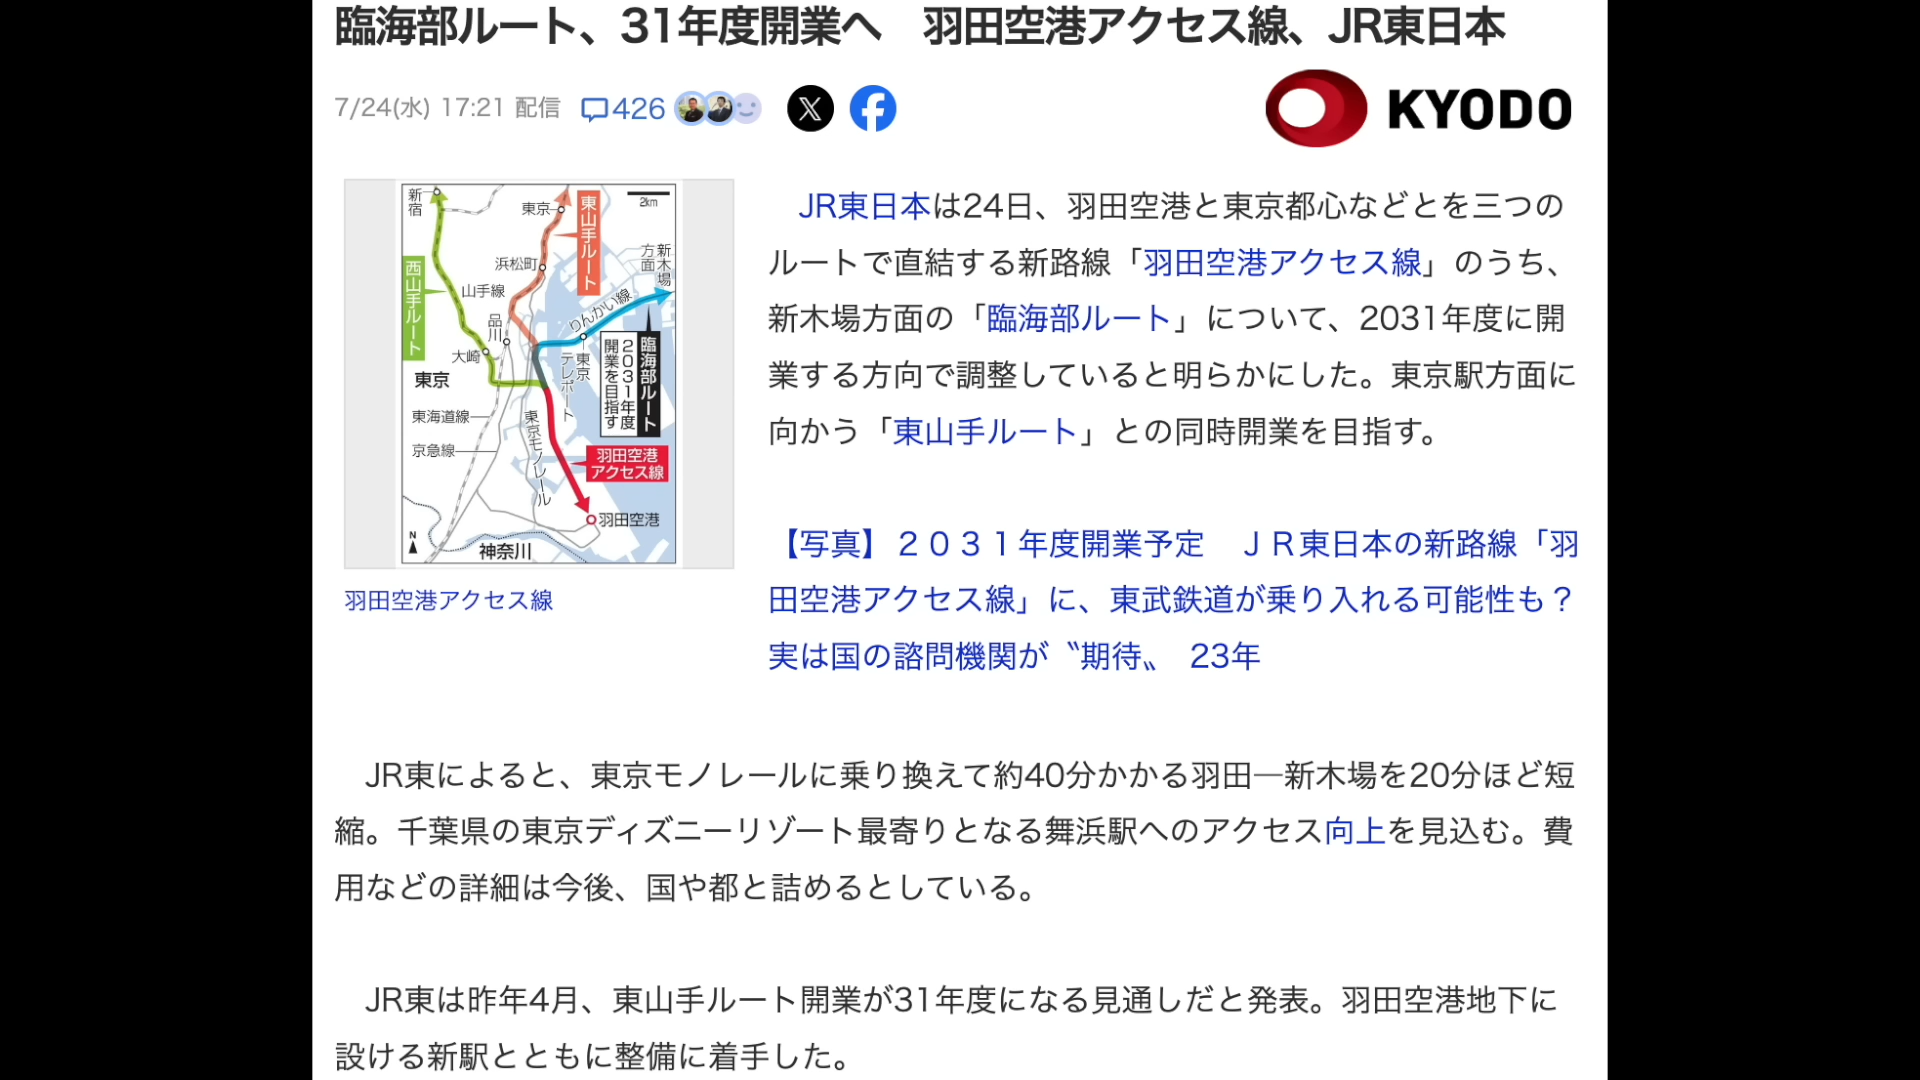 臨海部ルート、31年度開業へ　羽田空港アクセス線、JR東日本
7/24(水) 17:21 配信 426
KYODO
新宿
東京
東山手ルート
2km
新木場方面
浜松町
西山手ルート
山手線
りんかい線
品川
大崎
東京
東京テレポート
臨海部ルート
2031年度開業を目指す
東海道線
京急線
東京モノレール
羽田空港
アクセス線
羽田空港
N
神奈川
羽田空港アクセス線
JR東日本は24日、羽田空港と東京都心などとを三つの
ルートで直結する新路線「羽田空港アクセス線」のうち、
新木場方面の「臨海部ルート」について、2031年度に開
業する方向で調整していると明らかにした。東京駅方面に
向かう「東山手ルート」との同時開業を目指す。
【写真】２０３１年度開業予定　ＪＲ東日本の新路線「羽
田空港アクセス線」に、東武鉄道が乗り入れる可能性も？
実は国の諮問機関が〝期待〟 23年
JR東によると、東京モノレールに乗り換えて約40分かかる羽田―新木場を20分ほど短
縮。千葉県の東京ディズニーリゾート最寄りとなる舞浜駅へのアクセス向上を見込む。費
用などの詳細は今後、国や都と詰めるとしている。
JR東は昨年4月、東山手ルート開業が31年度になる見通しだと発表。羽田空港地下に
設ける新駅とともに整備に着手した。